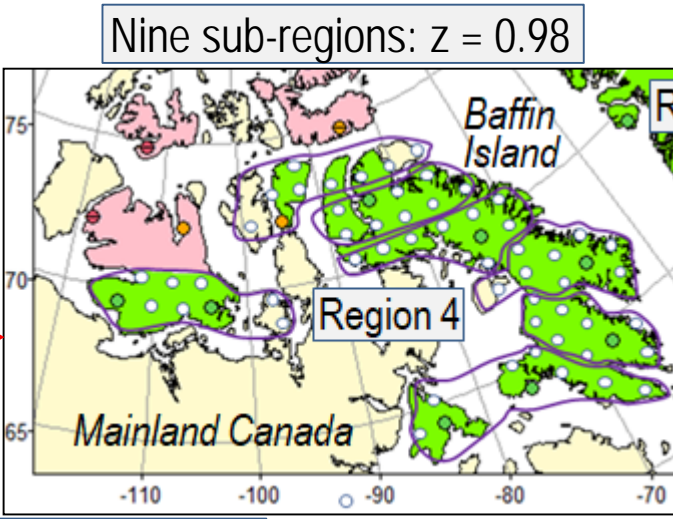 Nine sub-regions: z = 0.98
75
Baffin
Island
R
70
Region 4
65
Mainland Canada
-110
-100
-90
-80
-70